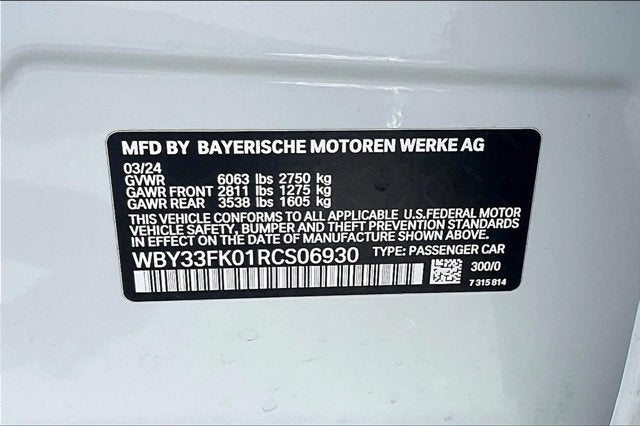 MFD BY BAYERISCHE MOTOREN WERKE AG
03/24
GVWR 6063 lbs 2750 kg
GAWR FRONT 2811 lbs 1275 kg
GAWR REAR 3538 lbs 1605 kg
THIS VEHICLE CONFORMS TO ALL APPLICABLE U.S.FEDERAL MOTOR
VEHICLE SAFETY, BUMPER AND THEFT PREVENTION STANDARDS
IN EFFECT ON THE DATE OF MANUFACTURE SHOWN ABOVE.
WBY33FK01RCS06930 TYPE: PASSENGER CAR
300/0
7 315 814